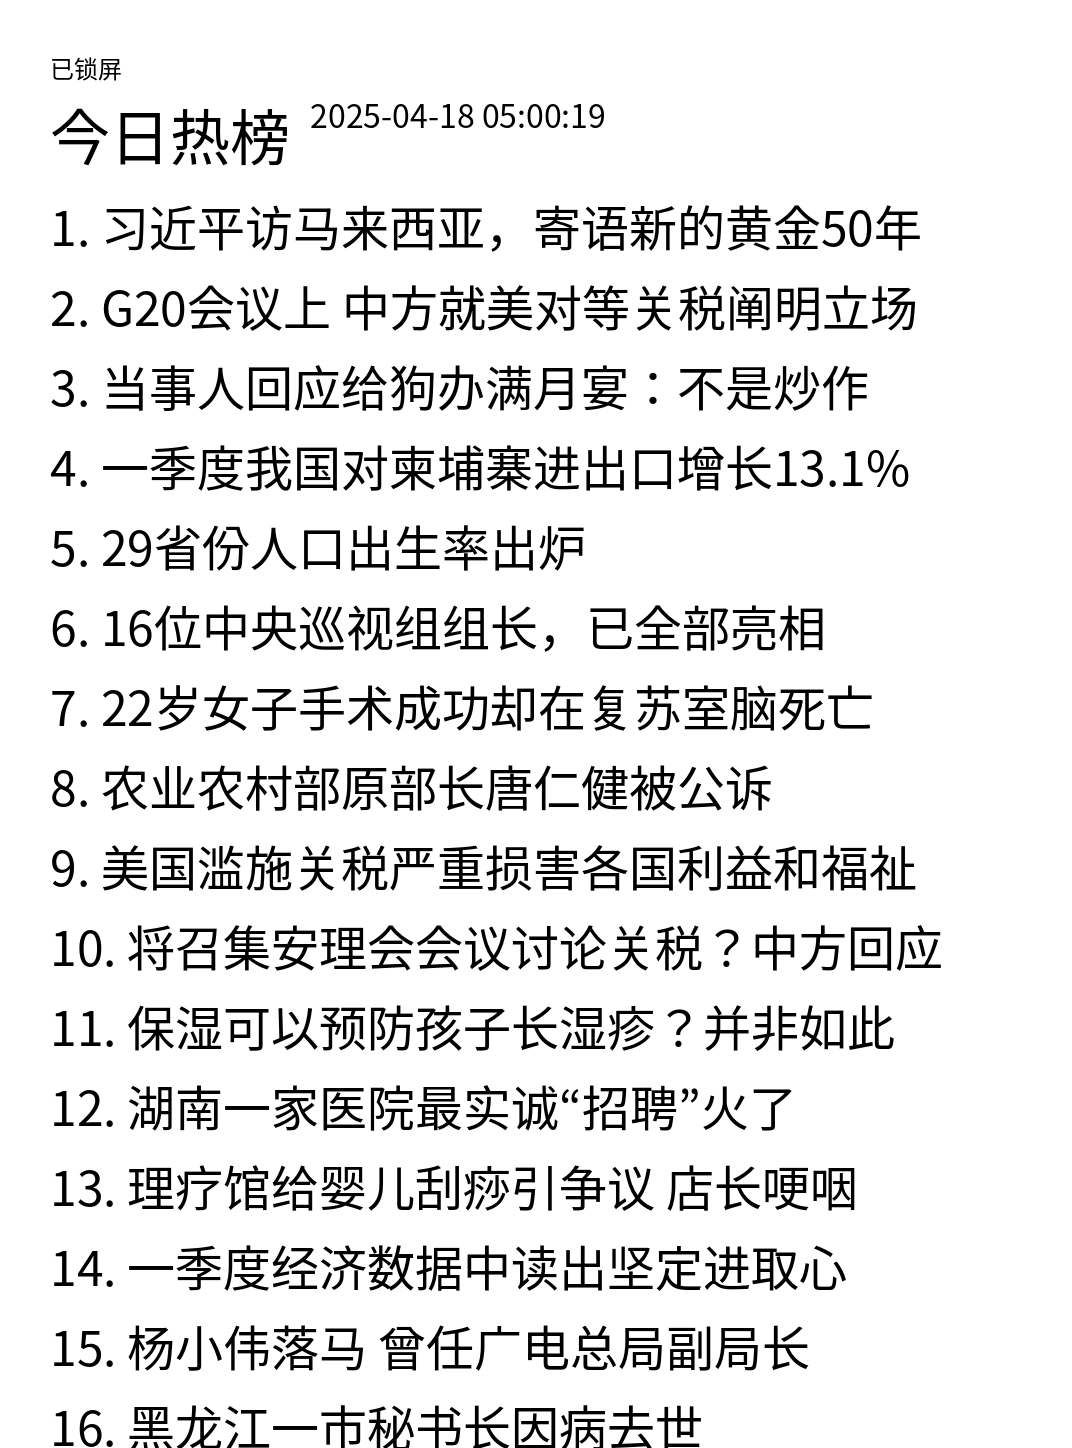 已锁屏
今日热榜 2025-04-18 05:00:19
1. 习近平访马来西亚，寄语新的黄金50年
2. G20会议上 中方就美对等关税阐明立场
3. 当事人回应给狗办满月宴：不是炒作
4. 一季度我国对柬埔寨进出口增长13.1%
5. 29省份人口出生率出炉
6. 16位中央巡视组组长，已全部亮相
7. 22岁女子手术成功却在复苏室脑死亡
8. 农业农村部原部长唐仁健被公诉
9. 美国滥施关税严重损害各国利益和福祉
10. 将召集安理会会议讨论关税？中方回应
11. 保湿可以预防孩子长湿疹？并非如此
12. 湖南一家医院最实诚“招聘”火了
13. 理疗馆给婴儿刮痧引争议 店长哽咽
14. 一季度经济数据中读出坚定进取心
15. 杨小伟落马 曾任广电总局副局长
16. 黑龙江一市秘书长因病去世